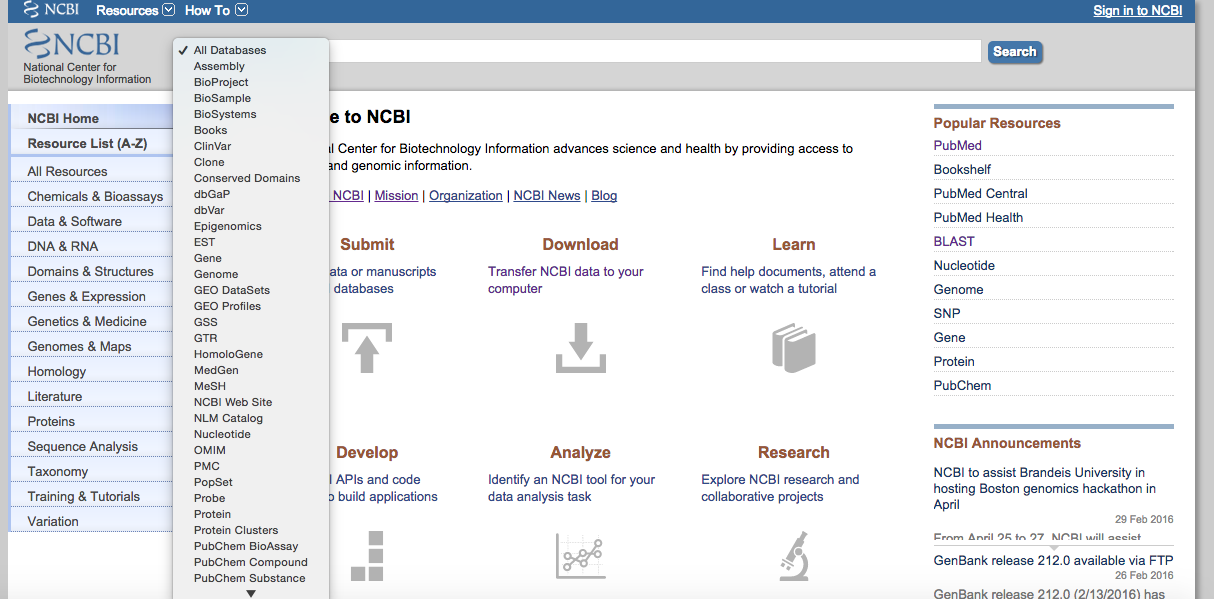 NCBI Resources How To Sign in to NCBI
NCBI
National Center for
Biotechnology Information
Search
✓ All Databases
Assembly
BioProject
BioSample
BioSystems
Books
ClinVar
Clone
Conserved Domains
dbGaP
dbVar
Epigenomics
EST
Gene
Genome
GEO DataSets
GEO Profiles
GSS
GTR
HomoloGene
MedGen
MeSH
NCBI Web Site
NLM Catalog
Nucleotide
OMIM
PMC
PopSet
Probe
Protein
Protein Clusters
PubChem BioAssay
PubChem Compound
PubChem Substance
NCBI Home
Resource List (A-Z)
All Resources
Chemicals & Bioassays
Data & Software
DNA & RNA
Domains & Structures
Genes & Expression
Genetics & Medicine
Genomes & Maps
Homology
Literature
Proteins
Sequence Analysis
Taxonomy
Training & Tutorials
Variation
e to NCBI
l Center for Biotechnology Information advances science and health by providing access to
and genomic information.
NCBI | Mission | Organization | NCBI News | Blog
Submit
ata or manuscripts
databases
Download
Transfer NCBI data to your
computer
Learn
Find help documents, attend a
class or watch a tutorial
Develop
I APIs and code
o build applications
Analyze
Identify an NCBI tool for your
data analysis task
Research
Explore NCBI research and
collaborative projects
Popular Resources
PubMed
Bookshelf
PubMed Central
PubMed Health
BLAST
Nucleotide
Genome
SNP
Gene
Protein
PubChem
NCBI Announcements
NCBI to assist Brandeis University in
hosting Boston genomics hackathon in
April
29 Feb 2016
From April 25 to 27, NCBI will assist
GenBank release 212.0 available via FTP
26 Feb 2016
GenBank release 212.0 (2/13/2016) has